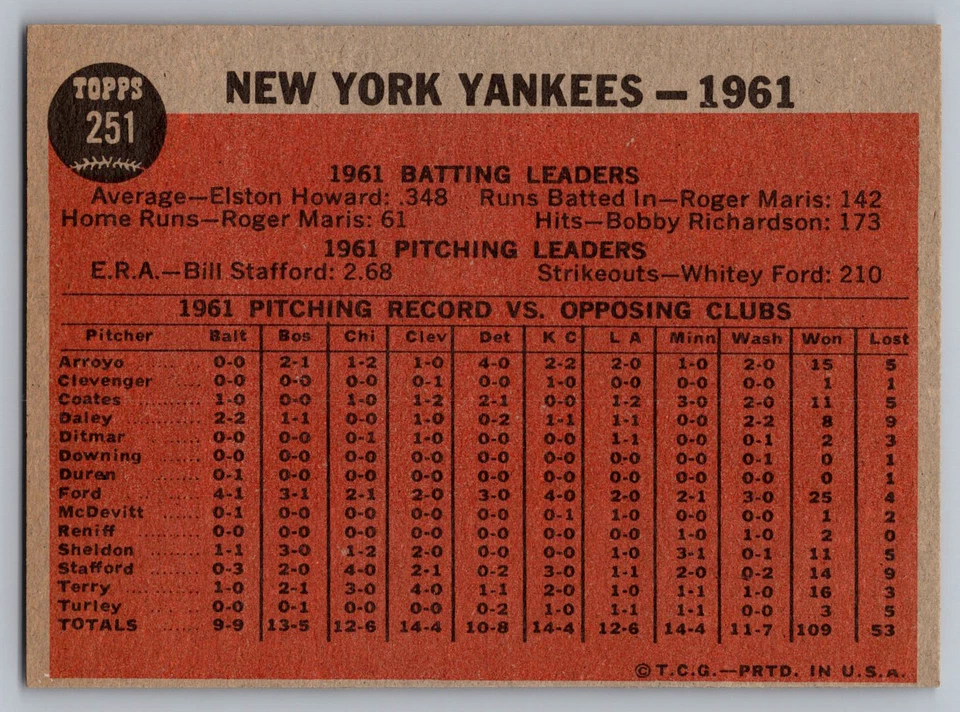 TOPPS
251
NEW YORK YANKEES — 1961
1961 BATTING LEADERS
Average—Elston Howard: .348 Runs Batted In—Roger Maris: 142
Home Runs—Roger Maris: 61 Hits—Bobby Richardson: 173
1961 PITCHING LEADERS
E.R.A.—Bill Stafford: 2.68 Strikeouts—Whitey Ford: 210
1961 PITCHING RECORD VS. OPPOSING CLUBS
Pitcher Balt Bos Chi Clev Det K C L A Minn Wash Won Lost
Arroyo 0-0 2-1 1-2 1-0 4-0 2-2 2-0 1-0 2-0 15 5
Clevenger 0-0 0-0 0-0 0-1 0-0 1-0 0-0 0-0 0-0 1 1
Coates 1-0 0-0 1-0 1-2 2-1 0-0 1-2 3-0 2-0 11 5
Daley 2-2 1-1 0-0 1-0 0-2 1-1 1-1 0-0 2-2 8 9
Ditmar 0-0 0-0 0-1 1-0 0-0 0-0 1-1 0-0 0-1 2 3
Downing 0-0 0-0 0-0 0-0 0-0 0-0 0-0 0-0 0-1 0 1
Duren 0-1 0-0 0-0 0-0 0-0 0-0 0-0 0-0 0-0 0 1
Ford 4-1 3-1 2-1 2-0 3-0 4-0 2-0 2-1 3-0 25 4
McDevitt 0-1 0-0 0-0 0-0 0-0 0-1 1-0 0-0 0-0 1 2
Reniff 0-0 0-0 0-0 0-0 0-0 0-0 0-0 1-0 1-0 2 0
Sheldon 1-1 3-0 1-2 2-0 0-0 0-0 1-0 3-1 0-1 11 5
Stafford 0-3 2-0 4-0 2-1 0-2 3-0 1-1 2-0 0-2 14 9
Terry 1-0 2-1 3-0 4-0 1-1 2-0 1-0 1-1 1-0 16 3
Turley 0-0 0-1 0-0 0-0 0-2 1-0 1-1 1-1 0-0 3 5
TOTALS 9-9 13-5 12-6 14-4 10-8 14-4 12-6 14-4 11-7 109 53
© T.C.G.—PRTD. IN U.S.A.